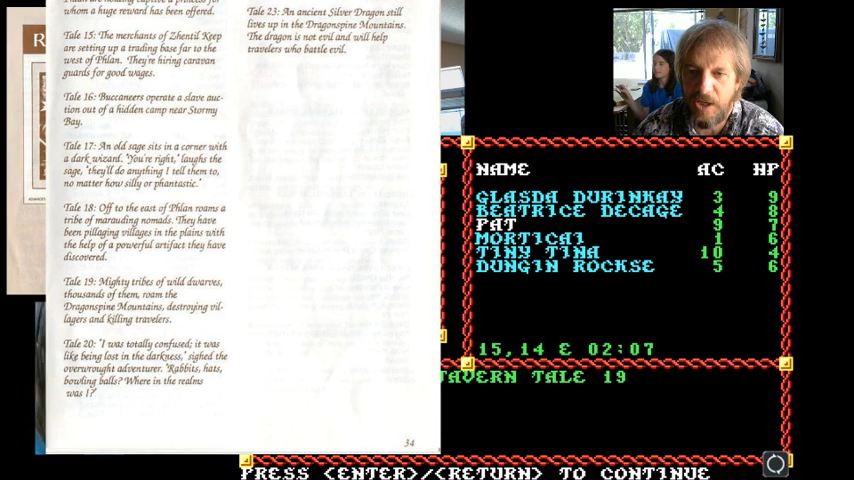 whom a huge reward has been offered.
Tale 15: The merchants of Zhentil Keep
are setting up a trading base far to the
west of Phlan. They're hiring caravan
guards for good wages.
Tale 16: Buccaneers operate a slave auc-
tion out of a hidden camp near Stormy
Bay.
Tale 17: An old sage sits in a corner with
a dark wizard. "You're right," laughs the
sage, "they'll do anything I tell them to,
no matter how silly or phantastic."
Tale 18: Off to the east of Phlan roams a
tribe of marauding nomads. They have
been pillaging villages in the plains with
the help of a powerful artifact they have
discovered.
Tale 19: Mighty tribes of wild dwarves,
thousands of them, roam the
Dragonspine Mountains, destroying vil-
lagers and killing travelers.
Tale 20: "I was totally confused; it was
like being lost in the darkness," sighed the
overwrought adventurer. "Rabbits, hats,
bowling balls? Where in the realms
was I?"
Tale 23: An ancient Silver Dragon still
lives up in the Dragonspine Mountains.
The dragon is not evil and will help
travelers who battle evil.
34
R
NAME AC HP
GLASDA DURINKAY 3 9
BEATRICE DECAGE 4 8
PAT 9 7
MORTICAI 1 6
TINY TINA 10 4
DUNGIN ROCKSE 5 6
15,14 E 02:07
TAVERN TALE 19
PRESS <ENTER>/<RETURN> TO CONTINUE